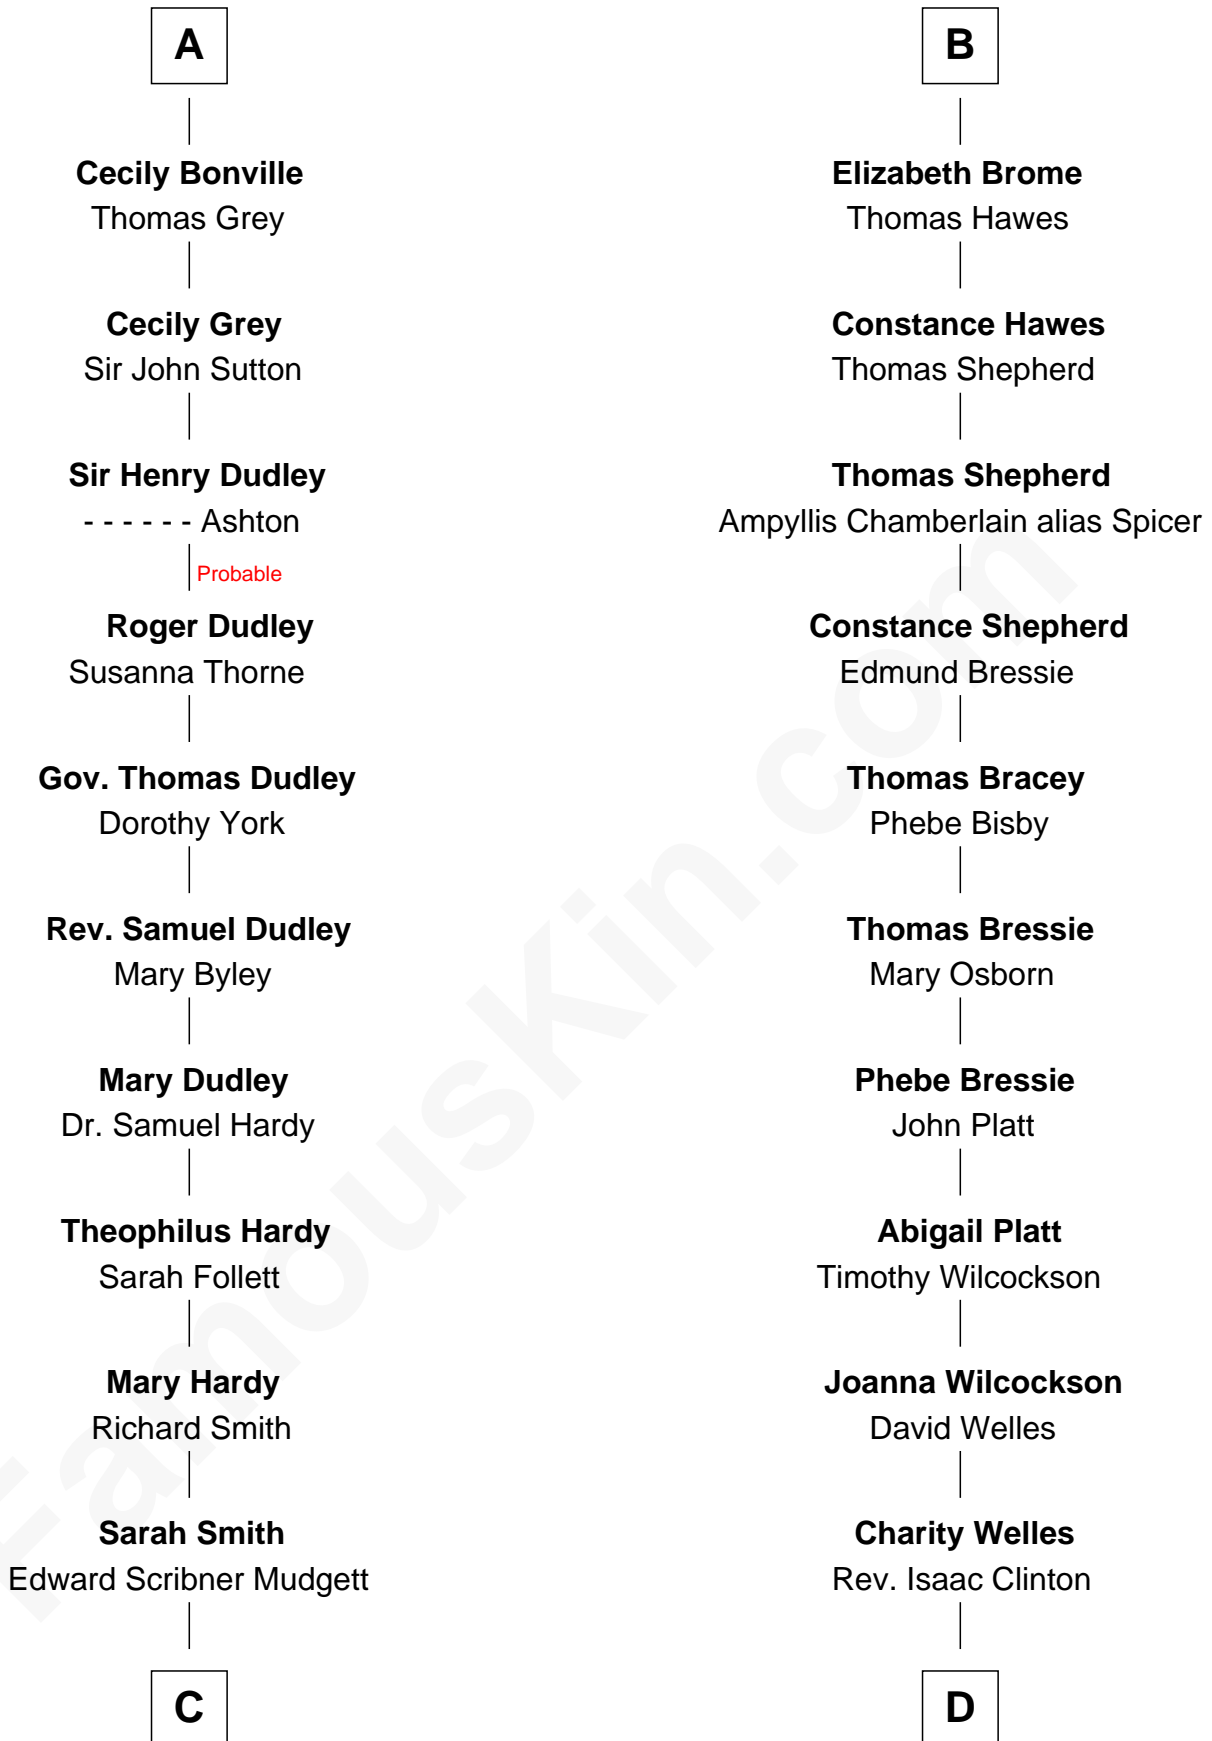 A
Cecily Bonville
Thomas Grey
Cecily Grey
Sir John Sutton
Sir Henry Dudley
- - - - - - Ashton
Probable
Roger Dudley
Susanna Thorne
Gov. Thomas Dudley
Dorothy York
Rev. Samuel Dudley
Mary Byley
Mary Dudley
Dr. Samuel Hardy
Theophilus Hardy
Sarah Follett
Mary Hardy
Richard Smith
Sarah Smith
Edward Scribner Mudgett
C
B
Elizabeth Brome
Thomas Hawes
Constance Hawes
Thomas Shepherd
Thomas Shepherd
Ampyllis Chamberlain alias Spicer
Constance Shepherd
Edmund Bressie
Thomas Bracey
Phebe Bisby
Thomas Bressie
Mary Osborn
Phebe Bressie
John Platt
Abigail Platt
Timothy Wilcockson
Joanna Wilcockson
David Welles
Charity Welles
Rev. Isaac Clinton
D
FamousKin.com